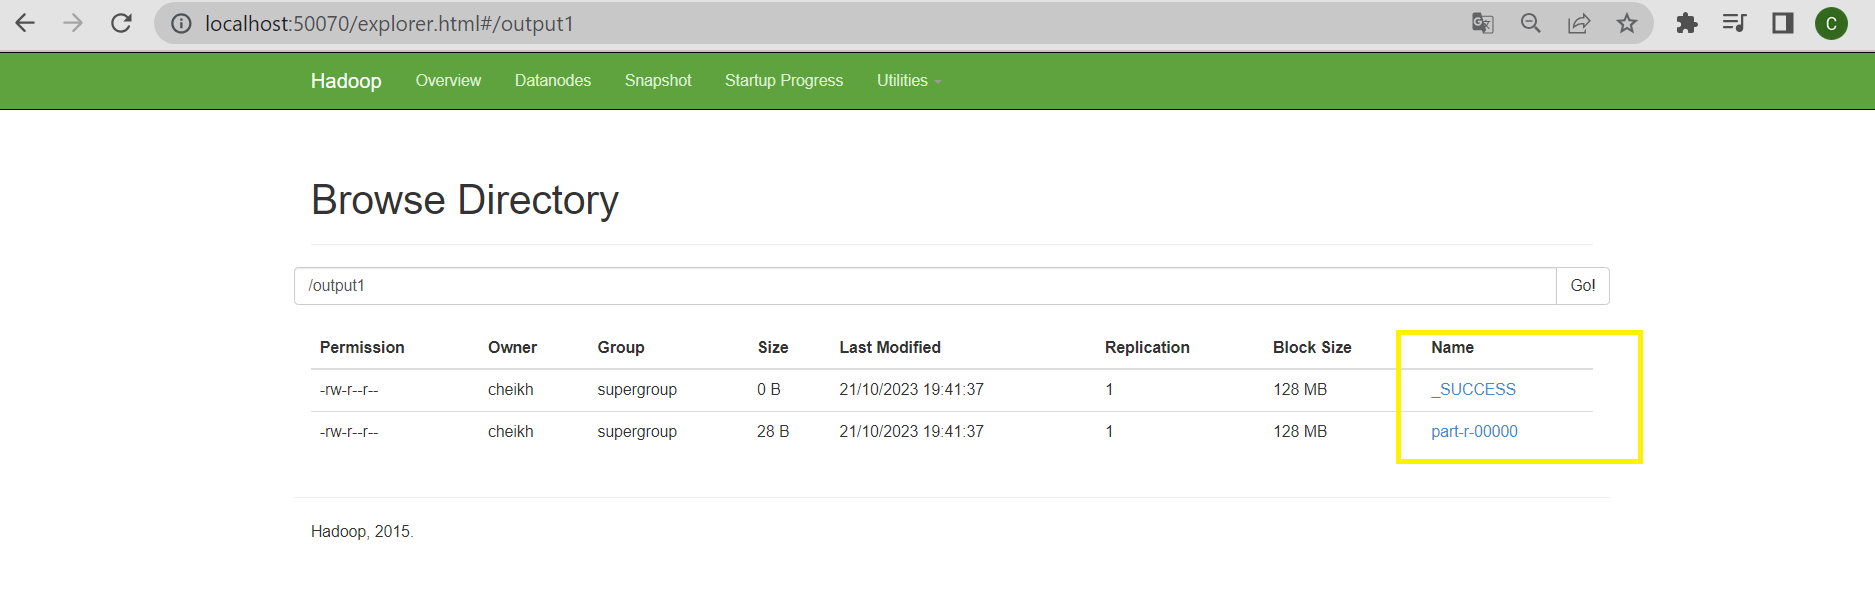 localhost:50070/explorer.html#/output1
C
Hadoop Overview Datanodes Snapshot Startup Progress Utilities
Browse Directory
/output1 Go!
Permission Owner Group Size Last Modified Replication Block Size Name
-rw-r--r-- cheikh supergroup 0 B 21/10/2023 19:41:37 1 128 MB _SUCCESS
-rw-r--r-- cheikh supergroup 28 B 21/10/2023 19:41:37 1 128 MB part-r-00000
Hadoop, 2015.